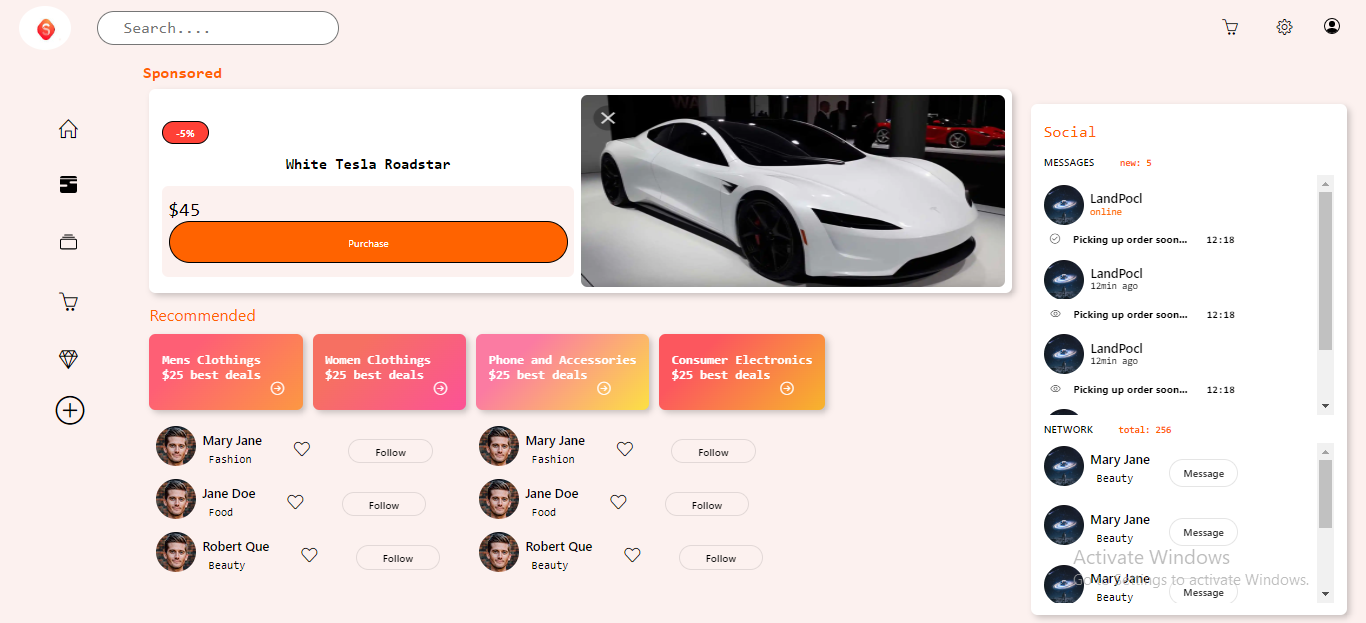 S
Search....
Sponsored
-5%
White Tesla Roadstar
$45
Purchase
Recommended
Mens Clothings
$25 best deals
Women Clothings
$25 best deals
Phone and Accessories
$25 best deals
Consumer Electronics
$25 best deals
Mary Jane
Fashion
Follow
Mary Jane
Fashion
Follow
Jane Doe
Food
Follow
Jane Doe
Food
Follow
Robert Que
Beauty
Follow
Robert Que
Beauty
Follow
Social
MESSAGES new: 5
LandPocl
online
Picking up order soon... 12:18
LandPocl
12min ago
Picking up order soon... 12:18
LandPocl
12min ago
Picking up order soon... 12:18
NETWORK total: 256
Mary Jane
Beauty
Message
Mary Jane
Beauty
Message
Mary Jane
Beauty
Message
Activate Windows
Go to Settings to activate Windows.